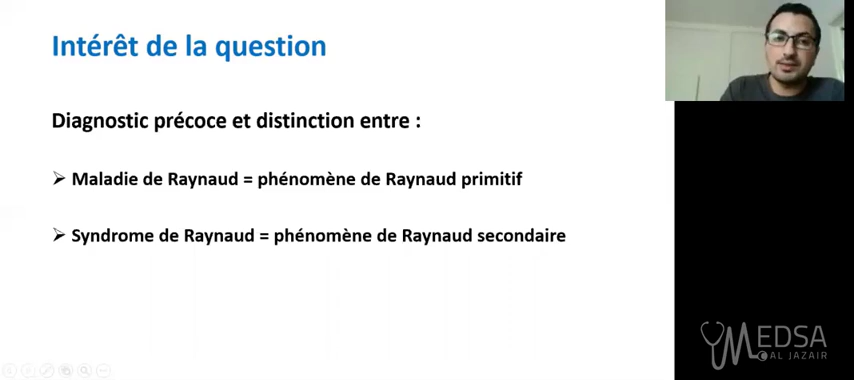 Intérêt de la question
Diagnostic précoce et distinction entre :
Maladie de Raynaud = phénomène de Raynaud primitif
Syndrome de Raynaud = phénomène de Raynaud secondaire
MEDSA
AL JAZAIR